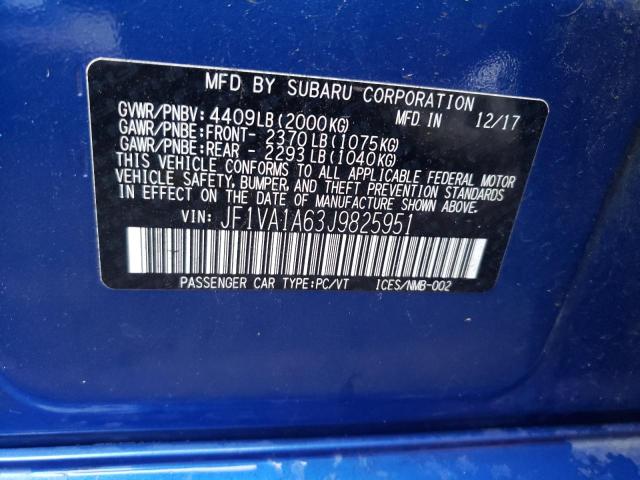 MFD BY SUBARU CORPORATION
GVWR/PNBV: 4409LB(2000KG) MFD IN 12/17
GAWR/PNBE:FRONT- 2370LB(1075KG)
GAWR/PNBE:REAR - 2293LB(1040KG)
THIS VEHICLE CONFORMS TO ALL APPLICABLE FEDERAL MOTOR
VEHICLE SAFETY, BUMPER, AND THEFT PREVENTION STANDARDS
IN EFFECT ON THE DATE OF MANUFACTURE SHOWN ABOVE.
VIN: JF1VA1A63J9825951
PASSENGER CAR TYPE:PC/VT ICES/NMB-002